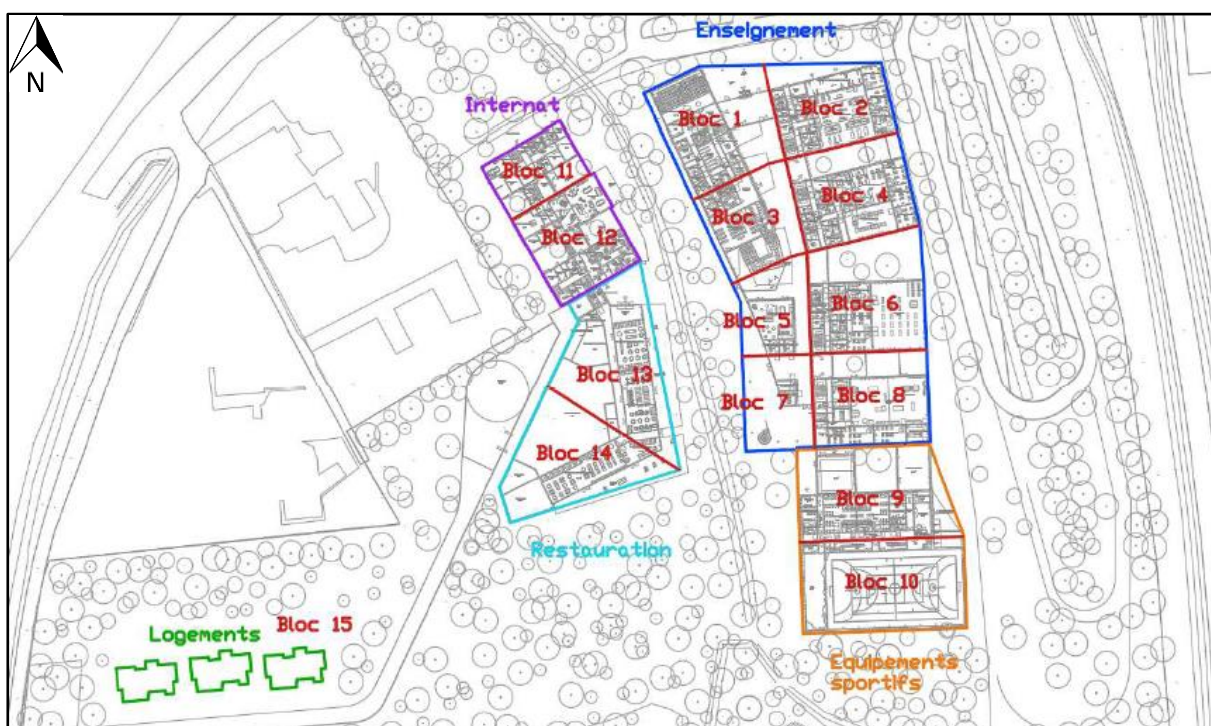 N
Enseignement
Internat
Bloc 1
Bloc 2
Bloc 11
Bloc 3
Bloc 4
Bloc 12
Bloc 5
Bloc 6
Bloc 13
Bloc 7
Bloc 8
Bloc 14
Bloc 9
Restauration
Bloc 10
Logements
Bloc 15
Equipements
sportifs